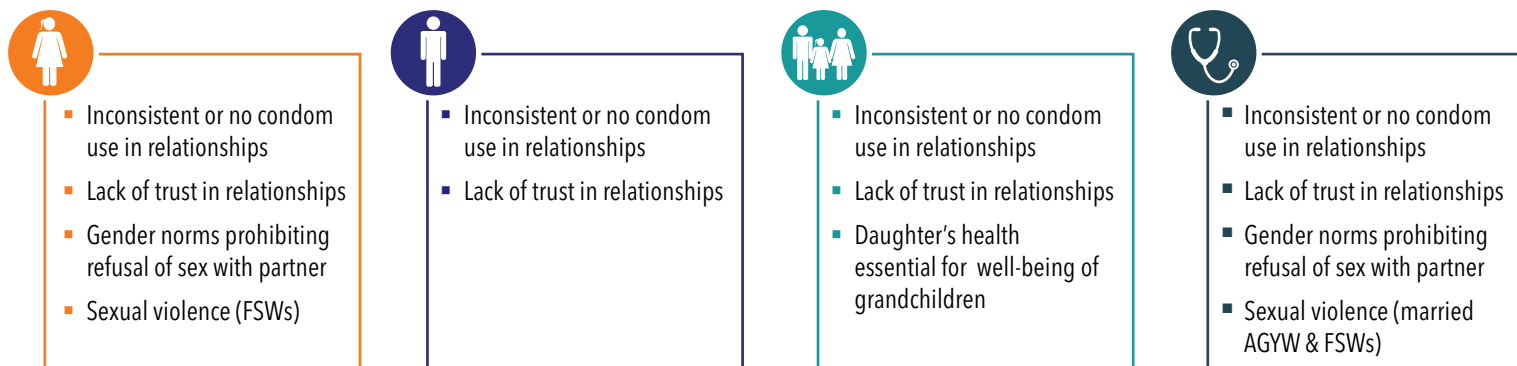 ▪ Inconsistent or no condom
use in relationships
▪ Lack of trust in relationships
▪ Gender norms prohibiting
refusal of sex with partner
▪ Sexual violence (FSWs)
▪ Inconsistent or no condom
use in relationships
▪ Lack of trust in relationships
▪ Inconsistent or no condom
use in relationships
▪ Lack of trust in relationships
▪ Daughter’s health
essential for well-being of
grandchildren
▪ Inconsistent or no condom
use in relationships
▪ Lack of trust in relationships
▪ Gender norms prohibiting
refusal of sex with partner
▪ Sexual violence (married
AGYW & FSWs)